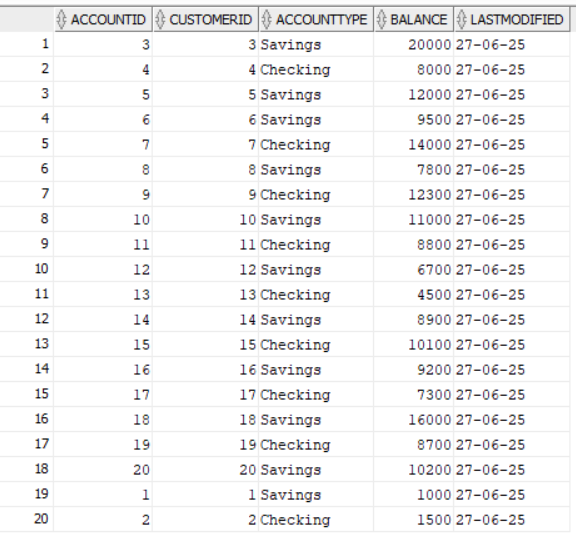 ACCOUNTID CUSTOMERID ACCOUNTTYPE BALANCE LASTMODIFIED
1 3 3 Savings 20000 27-06-25
2 4 4 Checking 8000 27-06-25
3 5 5 Savings 12000 27-06-25
4 6 6 Savings 9500 27-06-25
5 7 7 Checking 14000 27-06-25
6 8 8 Savings 7800 27-06-25
7 9 9 Checking 12300 27-06-25
8 10 10 Savings 11000 27-06-25
9 11 11 Checking 8800 27-06-25
10 12 12 Savings 6700 27-06-25
11 13 13 Checking 4500 27-06-25
12 14 14 Savings 8900 27-06-25
13 15 15 Checking 10100 27-06-25
14 16 16 Savings 9200 27-06-25
15 17 17 Checking 7300 27-06-25
16 18 18 Savings 16000 27-06-25
17 19 19 Checking 8700 27-06-25
18 20 20 Savings 10200 27-06-25
19 1 1 Savings 1000 27-06-25
20 2 2 Checking 1500 27-06-25